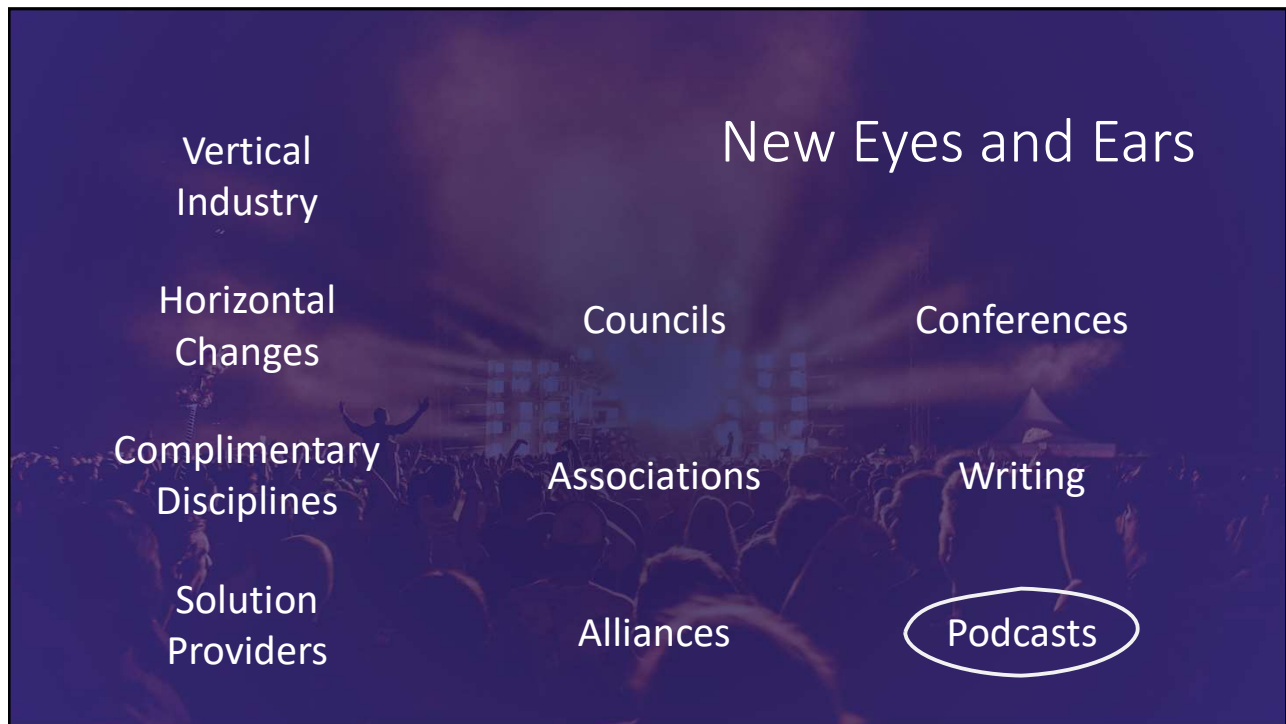 New Eyes and Ears
Vertical
Industry
Horizontal
Changes
Councils
Conferences
Complimentary
Disciplines
Associations
Writing
Solution
Providers
Alliances
Podcasts